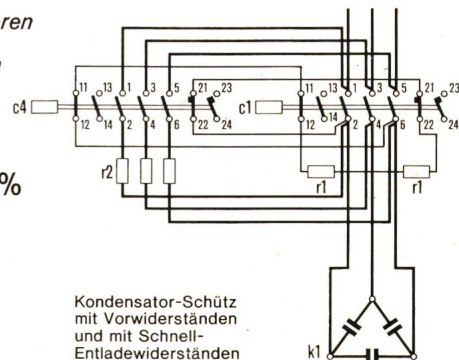 eren
11 13 1 3 5 21 23 11 13 1 3 5 21 23
c4 c1
12 14 2 4 6 22 24 12 14 2 4 6 22 24
%
r2 r1 r1
Kondensator-Schütz
mit Vorwiderständen
und mit Schnell-
Entladewiderständen
k1